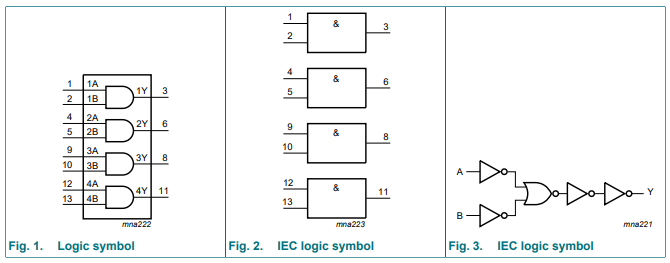 1 1A
2 1B
1Y 3
4 2A
5 2B
2Y 6
9 3A
10 3B
3Y 8
12 4A
13 4B
4Y 11
mna222
Fig. 1. Logic symbol
1
2
&
3
4
5
&
6
9
10
&
8
12
13
&
11
mna223
Fig. 2. IEC logic symbol
A
B
Y
mna221
Fig. 3. IEC logic symbol